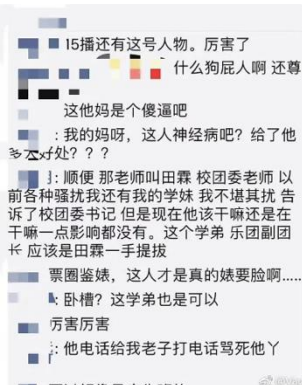 15播还有这号人物。厉害了
什么狗屁人啊 还尊
这他妈是个傻逼吧
: 我的妈呀，这人神经病吧？给了他
多大好处？？？
: 顺便 那老师叫田霖 校团委老师 以
前各种骚扰我还有我的学妹 我不堪其扰 告
诉了校团委书记 但是现在他该干嘛还是在
干嘛一点影响都没有。这个学弟 乐团副团
长 应该是田霖一手提拔
票圈鉴婊，这人才是真的婊要脸啊.....
: 卧槽？这学弟也是可以
厉害厉害
: 他电话给我老子打电话骂死他丫